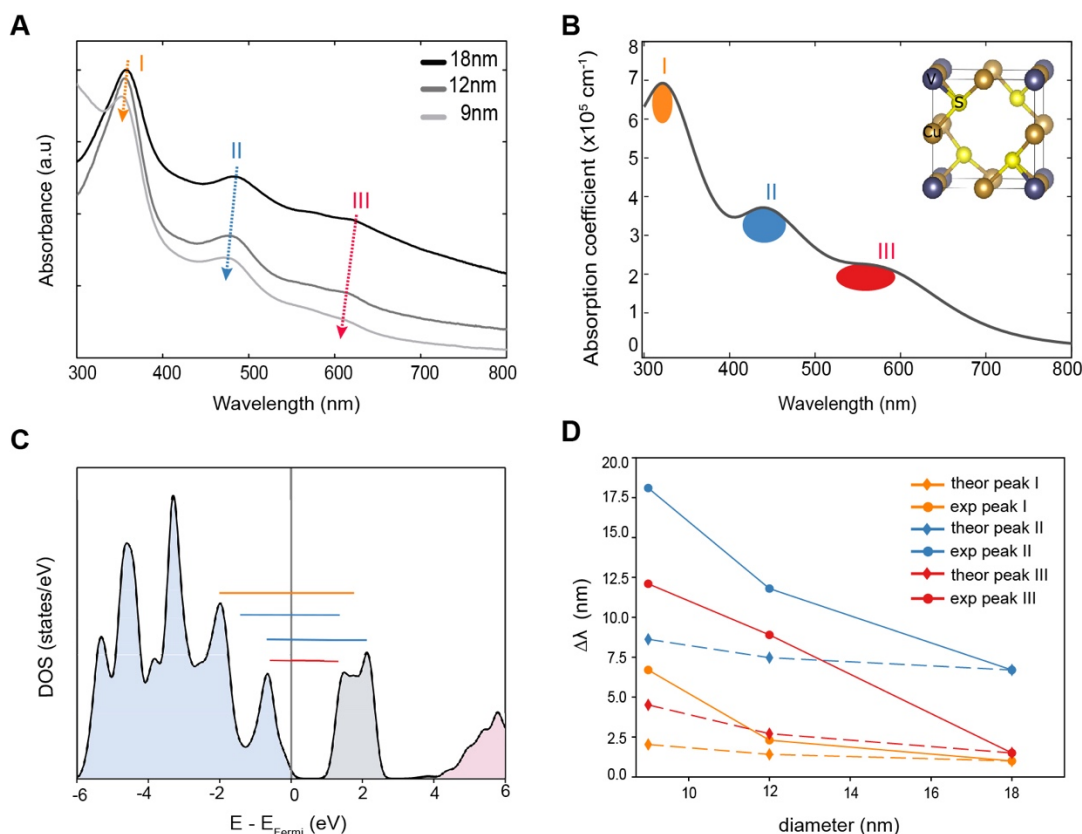 A
I
18nm
12nm
9nm
II
III
Absorbance (a.u)
300 400 500 600 700 800
Wavelength (nm)
B
I
II
III
V
S
Cu
Absorption coefficient (x10⁵ cm⁻¹)
7
6
5
4
3
2
1
0
300 400 500 600 700 800
Wavelength (nm)
C
DOS (states/eV)
-6 -4 -2 0 2 4 6
E - E_Fermi (eV)
D
20.0
17.5
15.0
12.5
10.0
7.5
5.0
2.5
0.0
Δλ (nm)
theor peak I
exp peak I
theor peak II
exp peak II
theor peak III
exp peak III
10 12 14 16 18
diameter (nm)